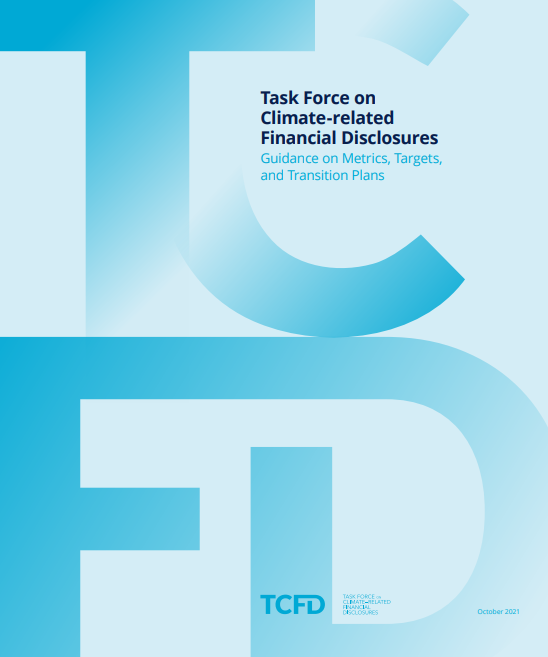 Task Force on
Climate-related
Financial Disclosures
Guidance on Metrics, Targets,
and Transition Plans
TCFD
TASK FORCE ON
CLIMATE-RELATED
FINANCIAL
DISCLOSURES
October 2021